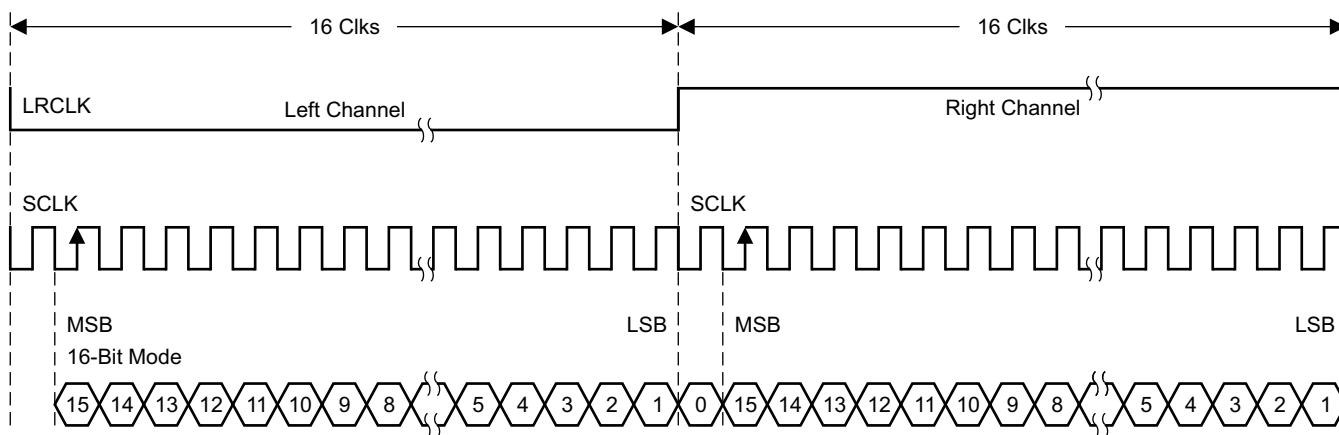 16 Clks 16 Clks
LRCLK Left Channel Right Channel
SCLK SCLK
MSB LSB MSB LSB
16-Bit Mode
15 14 13 12 11 10 9 8 5 4 3 2 1 0 15 14 13 12 11 10 9 8 5 4 3 2 1